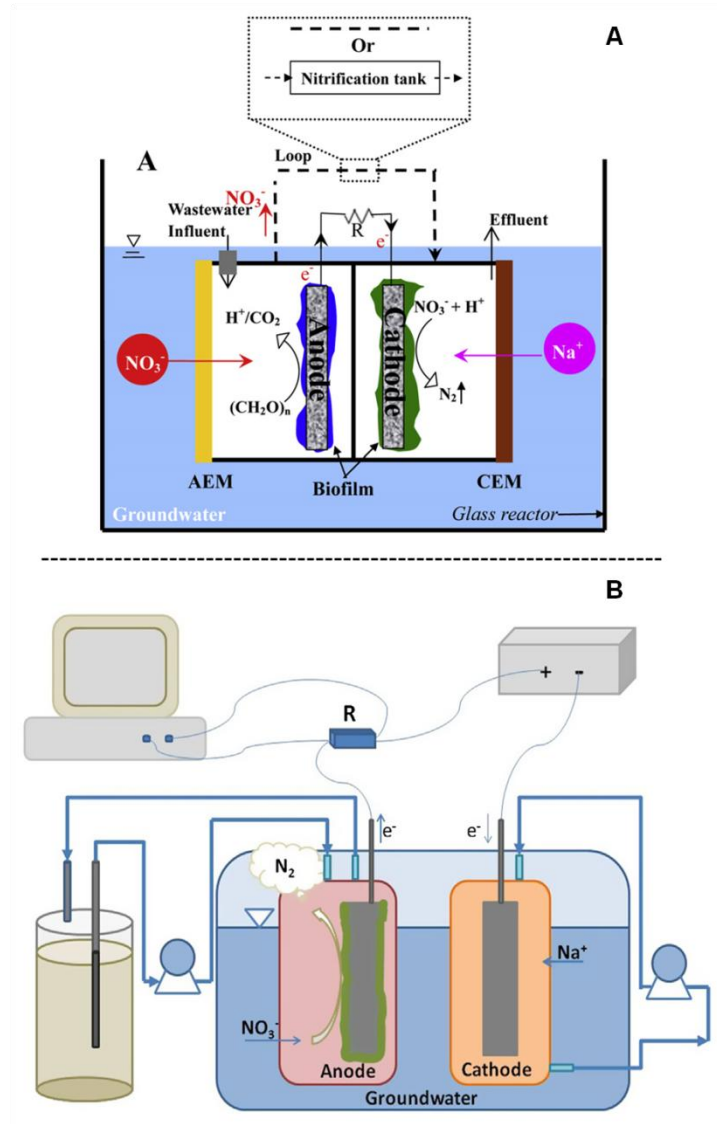 A
Or
Nitrification tank
A
Loop
NO₃⁻
Wastewater
Influent
R
e⁻
Effluent
e⁻
H⁺/CO₂
NO₃⁻ + H⁺
Anode
Cathode
NO₃⁻
Na⁺
(CH2O)n
N₂
AEM
Biofilm
CEM
Groundwater
Glass reactor
B
+ -
R
e⁻
e⁻
N₂
Na⁺
NO₃⁻
Anode
Cathode
Groundwater